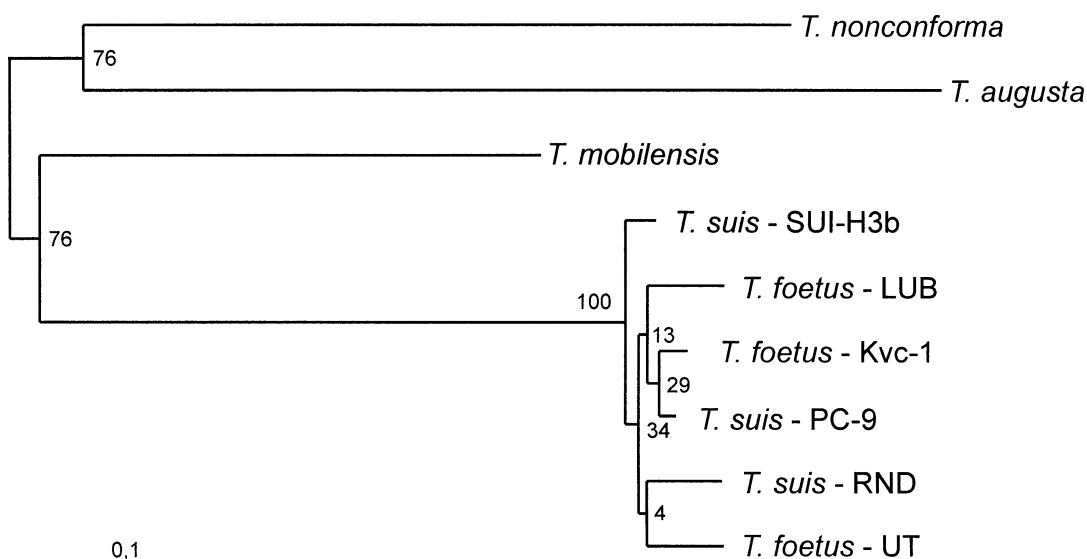 T. nonconforma
76
T. augusta
T. mobilensis
76
T. suis - SUI-H3b
T. foetus - LUB
100
13
T. foetus - Kvc-1
29
T. suis - PC-9
34
T. suis - RND
4
T. foetus - UT
0,1